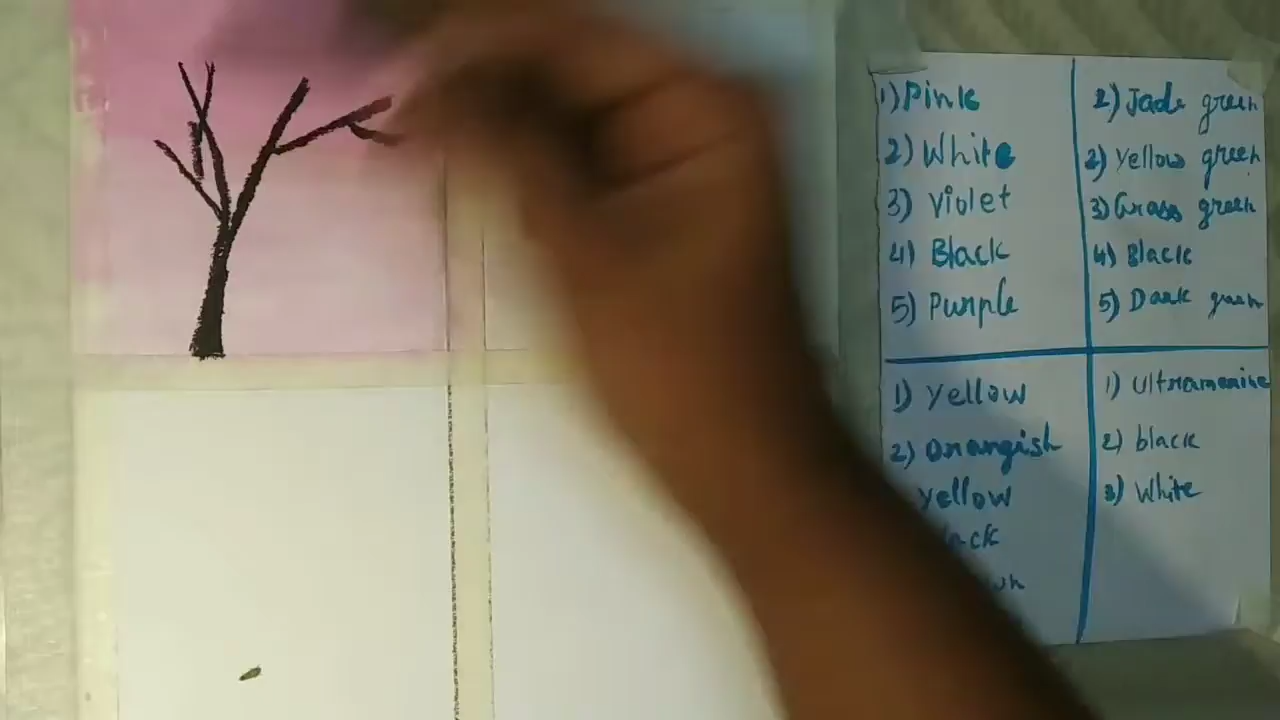 1) Pink
2) White
3) Violet
4) Black
5) Purple
1) Jade green
2) Yellow green
3) Grass green
4) Black
5) Dark green
1) Yellow
2) Orangish
yellow
1) Ultramarine
2) black
3) White